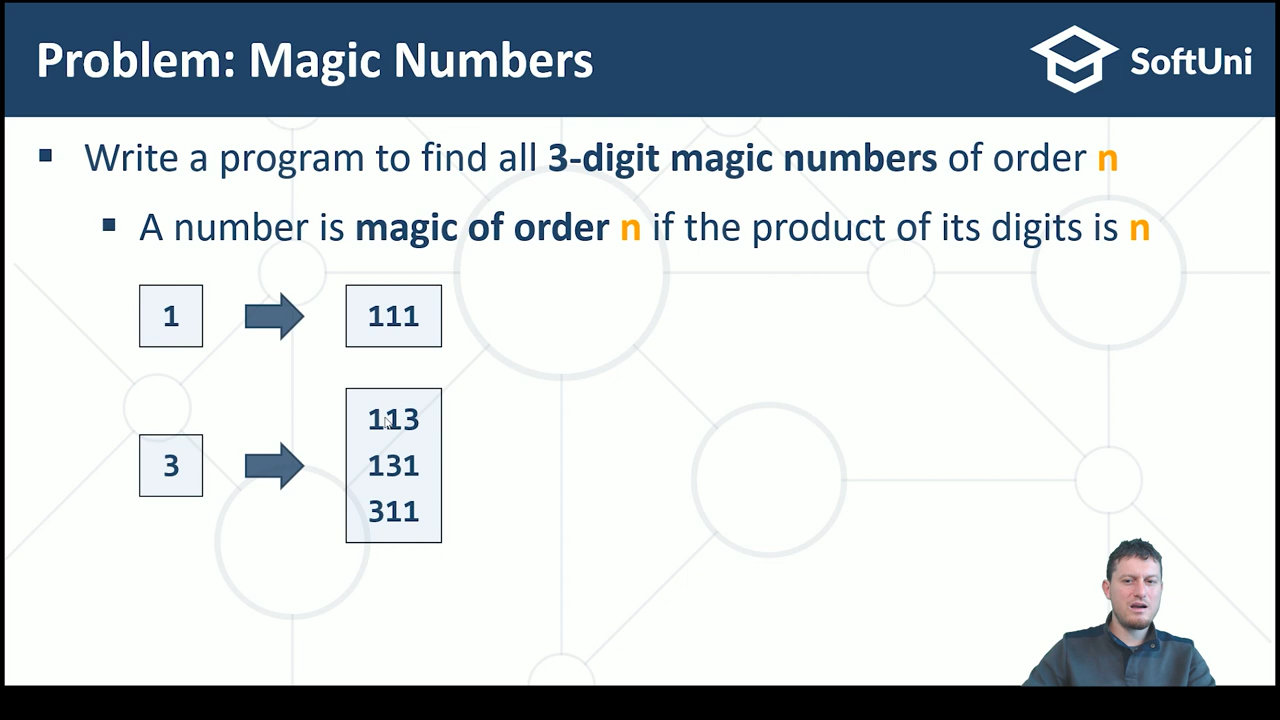 Problem: Magic Numbers
SoftUni
▪ Write a program to find all 3-digit magic numbers of order n
▪ A number is magic of order n if the product of its digits is n
1
111
3
113
131
311